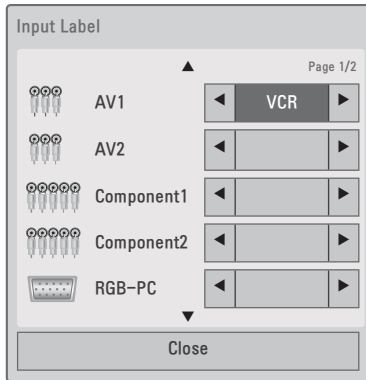 Input Label
Page 1/2
AV1
VCR
AV2
Component1
Component2
RGB-PC
Close